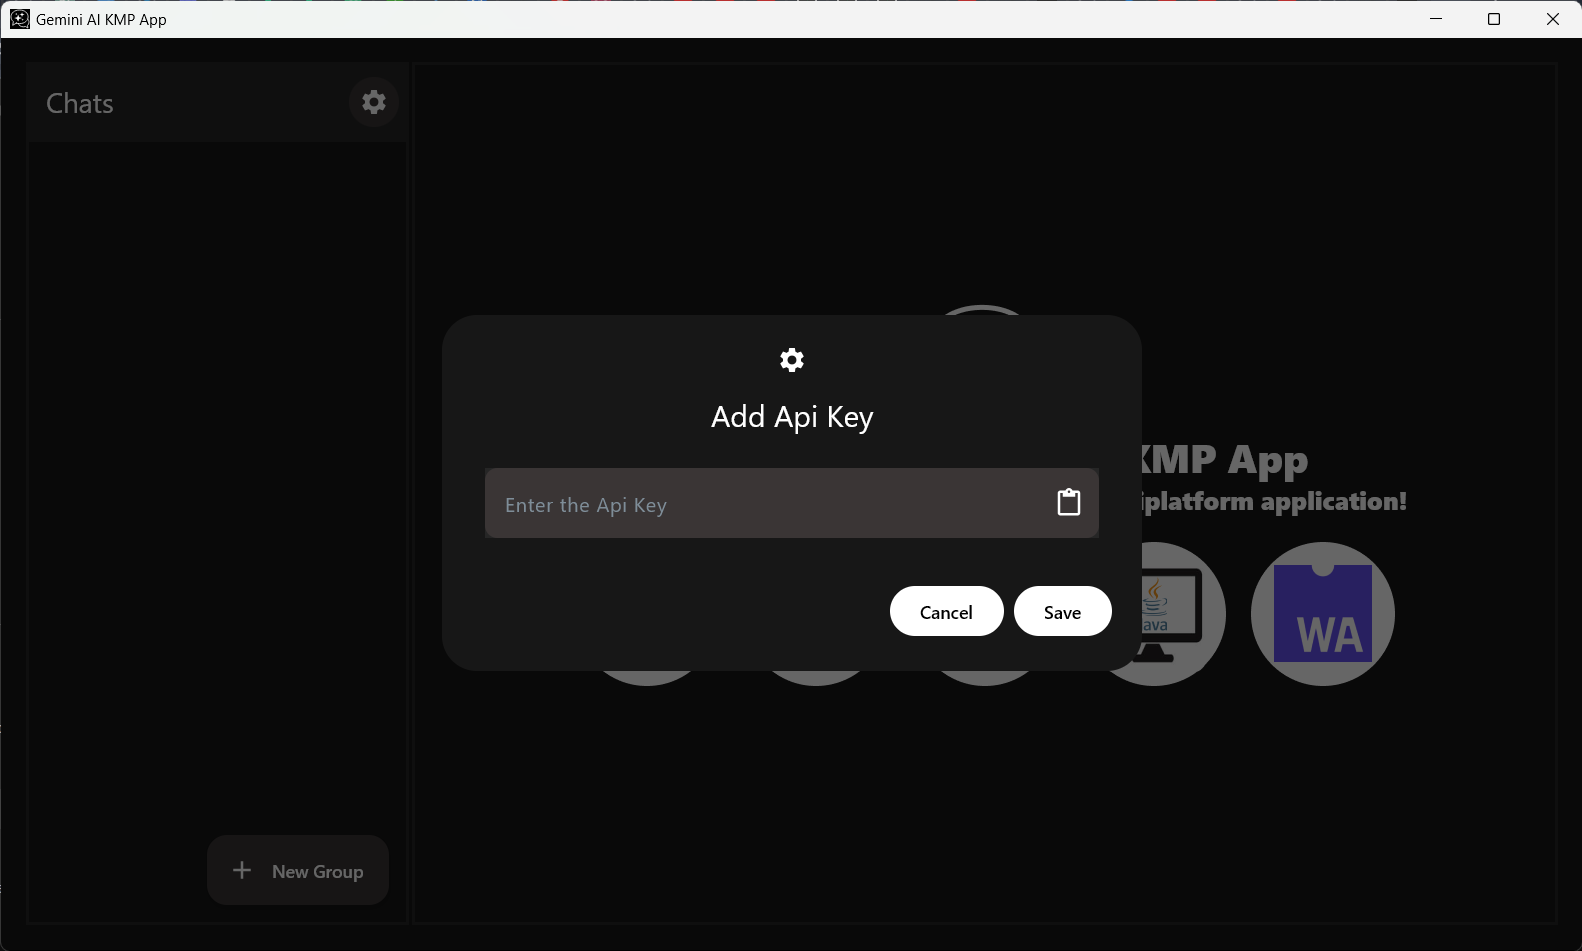 Gemini AI KMP App
Chats
Add Api Key
Enter the Api Key
Cancel
Save
KMP App
iplatform application!
WA
New Group